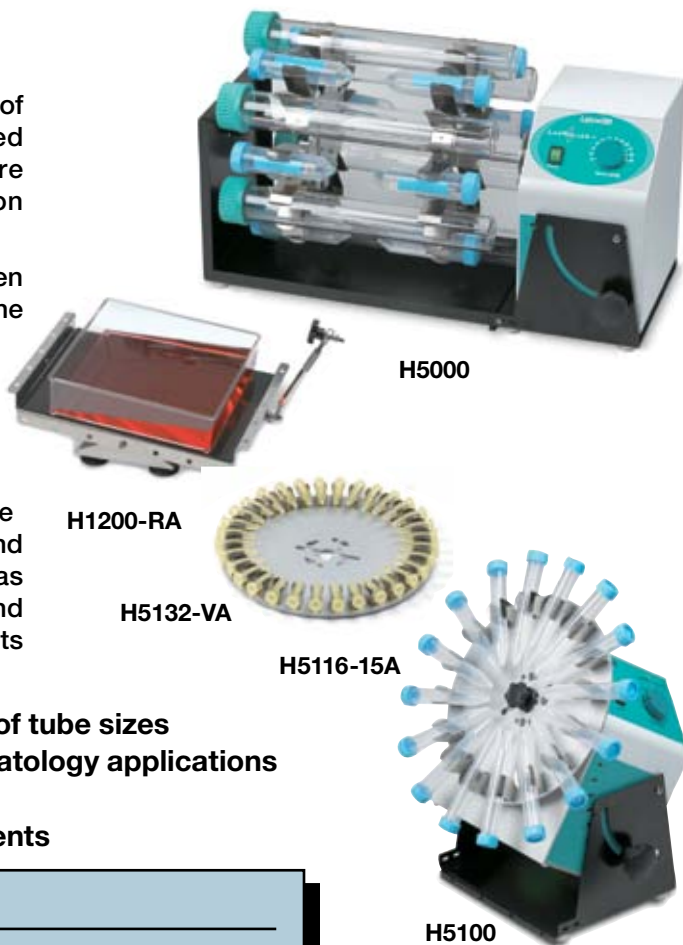 of
ed
re
on
en
he
H5000
e
nd
as
nd
ts
H1200-RA
H5132-VA
H5116-15A
of tube sizes
atology applications
ents
H5100